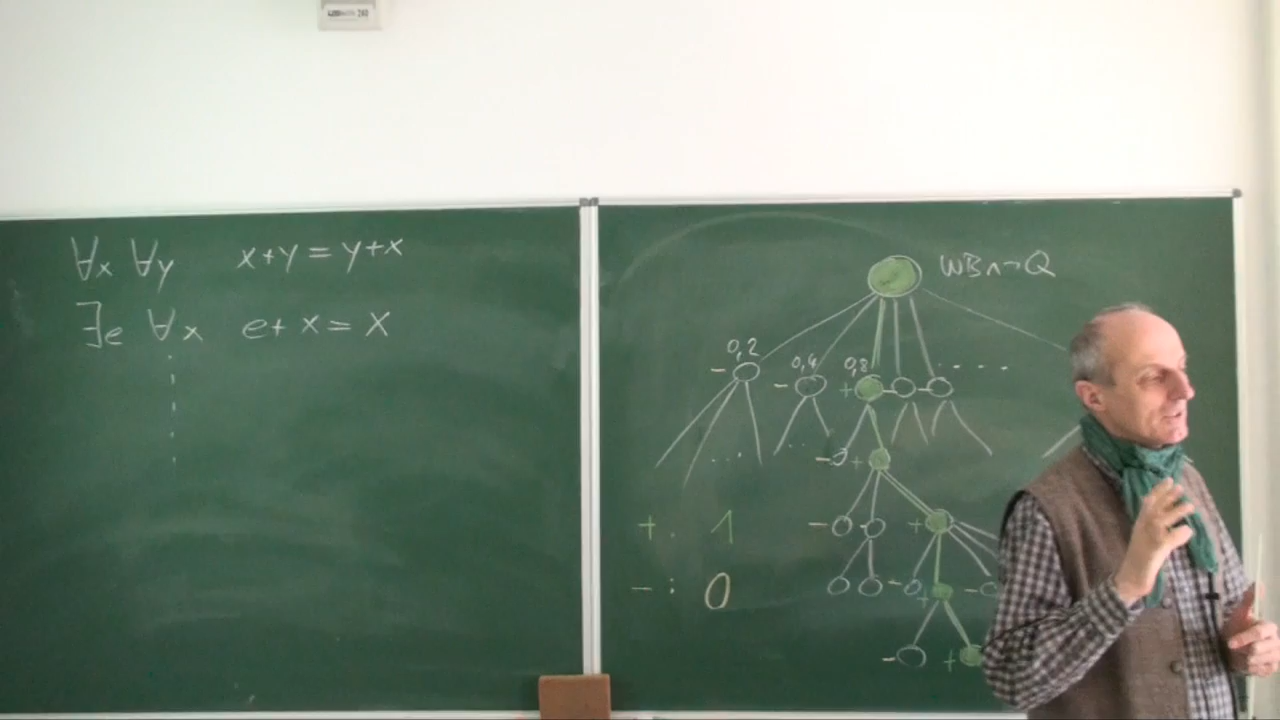 ∀x ∀y x+y=y+x
∃e ∀x e+x=x
WB∧¬Q
0,2
0,4
0,8
+: 1
-: 0